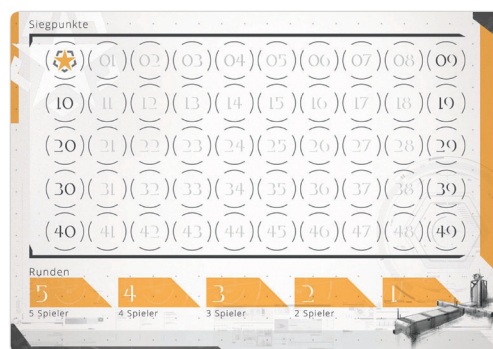 Siegpunkte
01 02 03 04 05 06 07 08 09
10 11 12 13 14 15 16 17 18 19
20 21 22 23 24 25 26 27 28 29
30 31 32 33 34 35 36 37 38 39
40 41 42 43 44 45 46 47 48 49
Runden
5 4 3 2 1
5 Spieler 4 Spieler 3 Spieler 2 Spieler